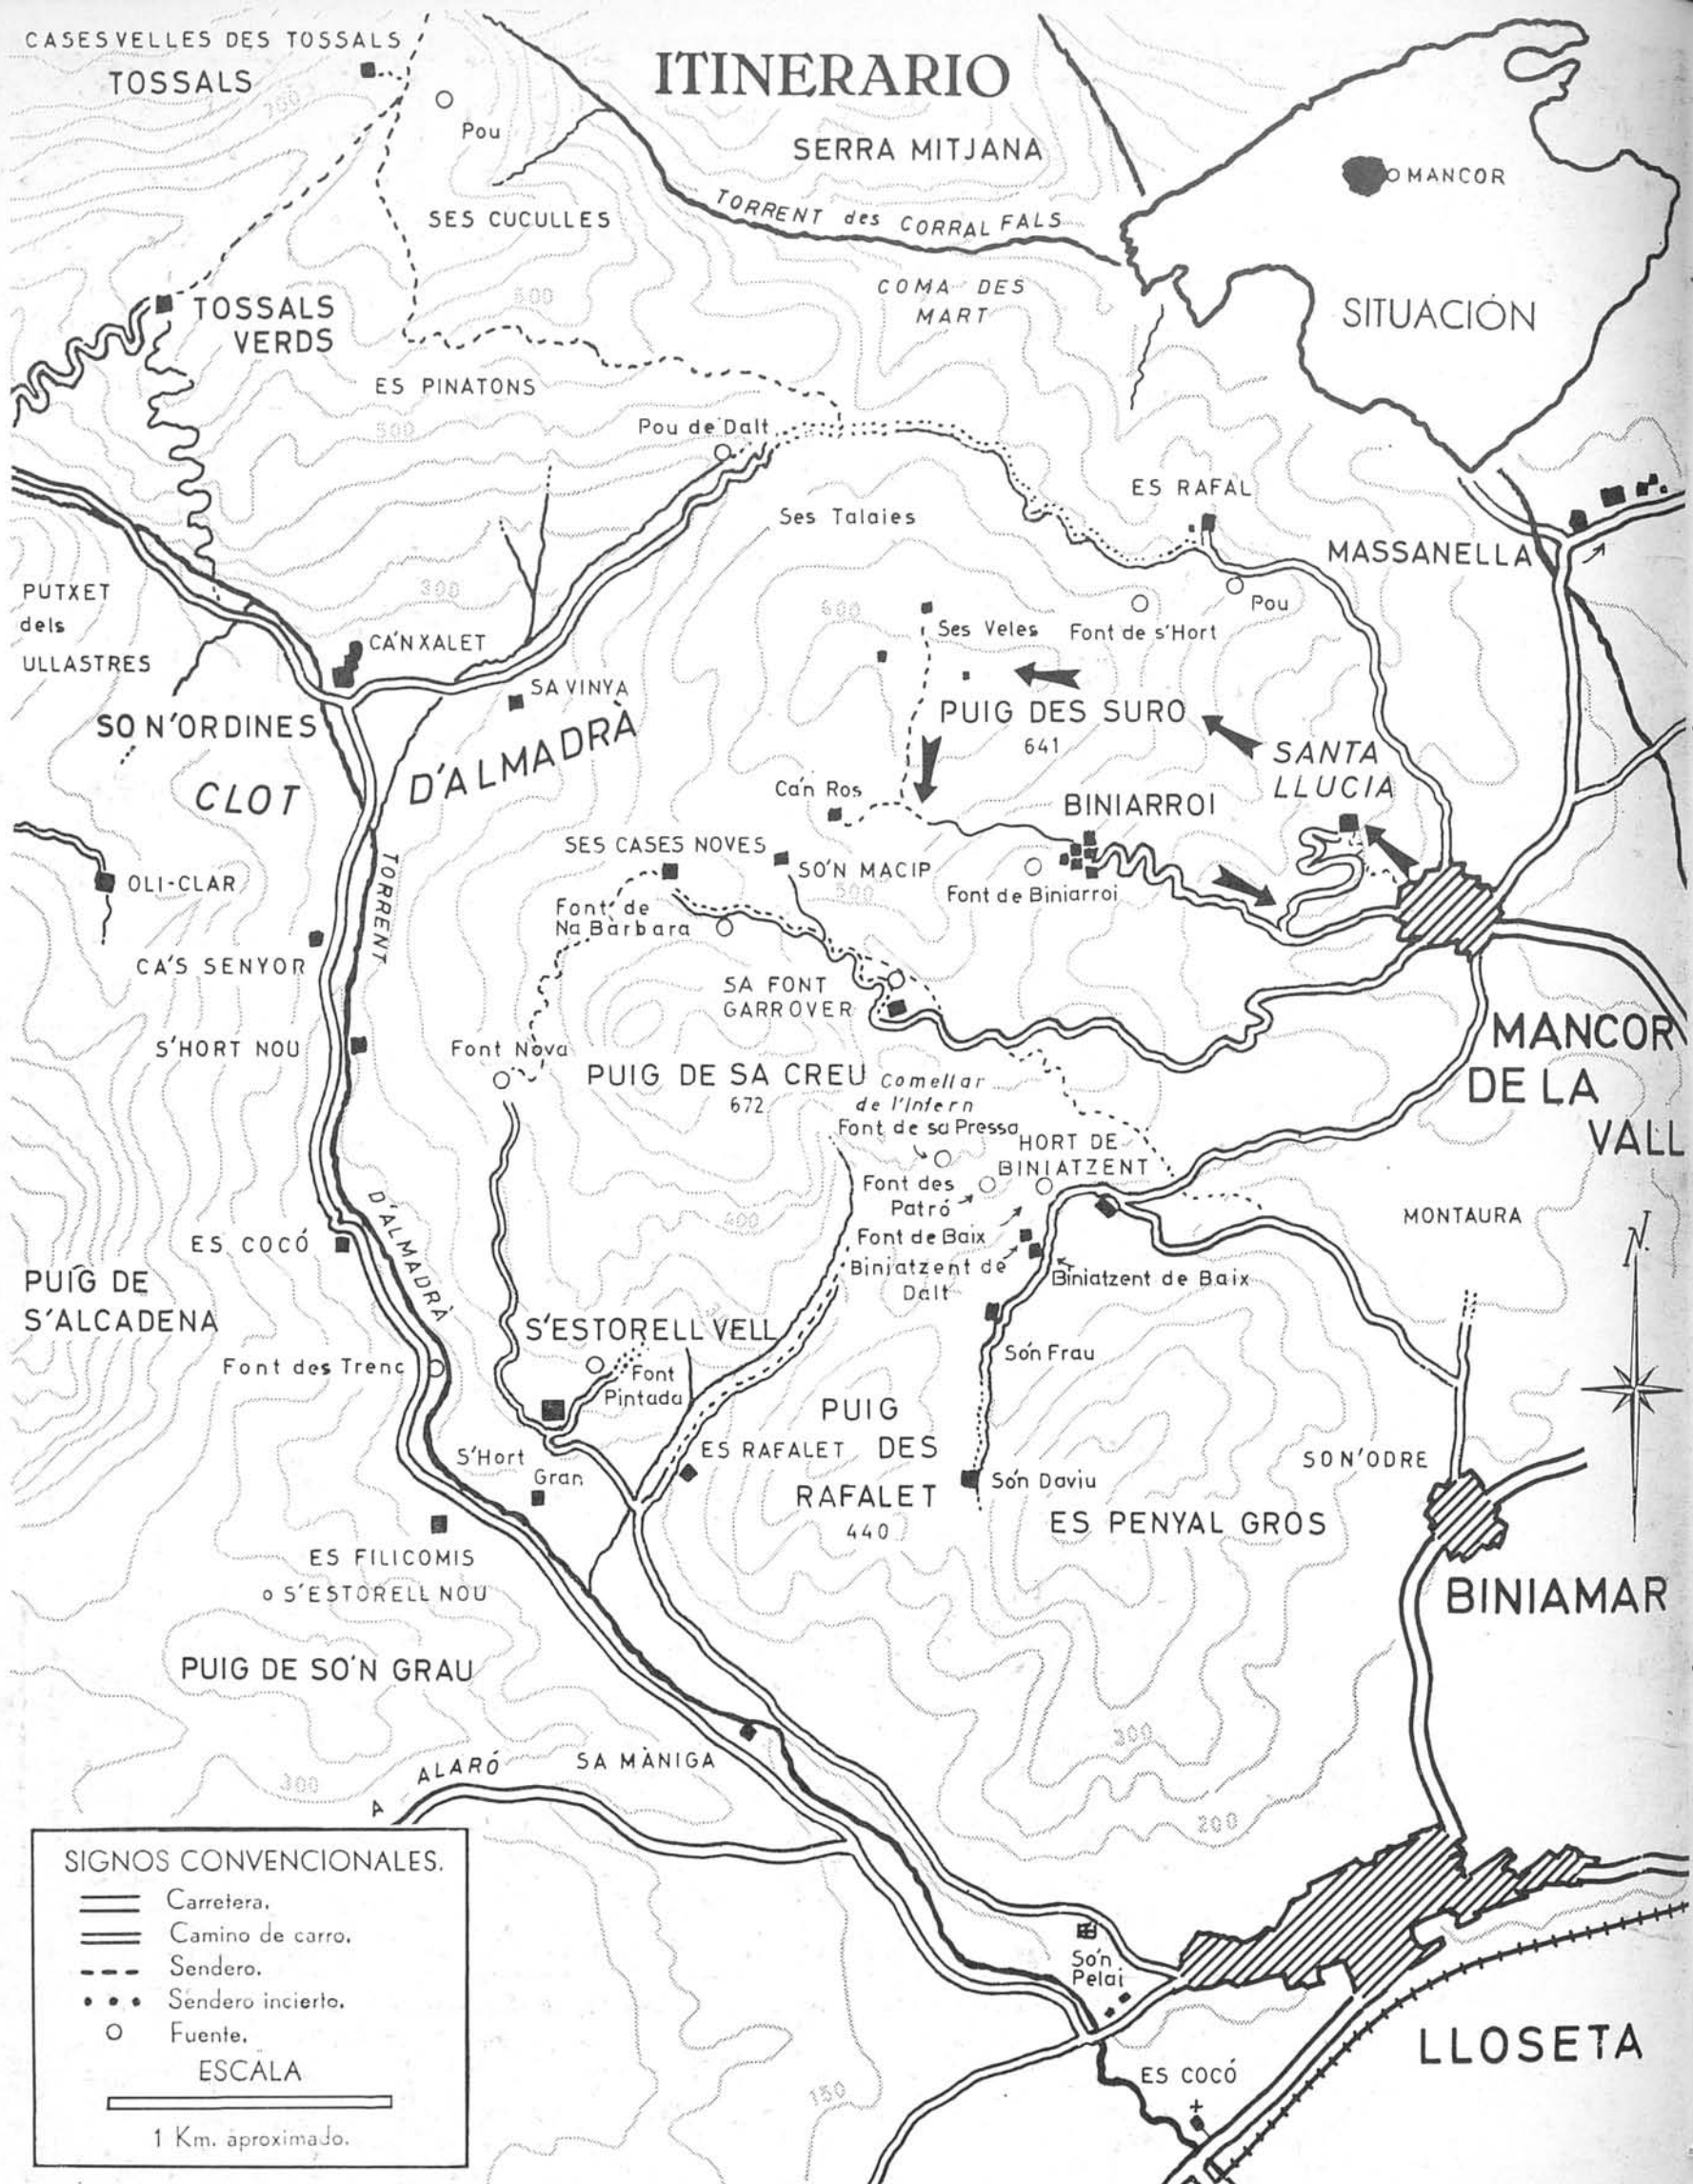 ITINERARIO
CASES VELLES DES TOSSALS
TOSSALS
Pou
SERRA MITJANA
O MANCOR
SITUACIÓN
TORRENT des CORRAL FALS
700
SES CUCULLES
COMA DES
MART
500
TOSSALS
VERDS
ES PINATONS
500
Pou de Dalt
ES RAFAL
Ses Talaies
MASSANELLA
PUTXET
dels
ULLASTRES
300
600
Ses Veles
Font de s'Hort
Pou
CA'N XALET
SA VINYA
PUIG DES SURO
641
SO N'ORDINES
CLOT D'ALMADRÀ
SANTA
LLUCIA
Ca'n Ros
BINIARROI
SES CASES NOVES
SO'N MACIP
500
Font de Biniarroi
OLI-CLAR
TORRENT
Font de
Na Bàrbara
CA'S SENYOR
SA FONT
GARROVER
S'HORT NOU
Font Nova
PUIG DE SA CREU
672
Comellar
de l'Infern
MANCOR
DE LA
VALL
Font de sa Pressa
HORT DE
BINIATZENT
Font des
Patró
Font de Baix
Biniatzent de
Dalt
Biniatzent de Baix
400
MONTAURA
N.
ES COCÓ
D'ALMADRÀ
PUIG DE
S'ALCADENA
S'ESTORELL VELL
Font des Trenc
Font
Pintada
So'n Frau
PUIG
DES
RAFALET
440
S'Hort
Gran
ES RAFALET
So'n Daviu
SO N'ODRE
ES PENYAL GROS
ES FILICOMIS
o S'ESTORELL NOU
BINIAMAR
PUIG DE SO'N GRAU
300
300
A ALARÓ
SA MÀNIGA
200
So'n
Pelai
LLOSETA
ES COCÓ
150
SIGNOS CONVENCIONALES.
Carretera.
Camino de carro.
Sendero.
Sendero incierto.
Fuente.
ESCALA
1 Km. aproximado.